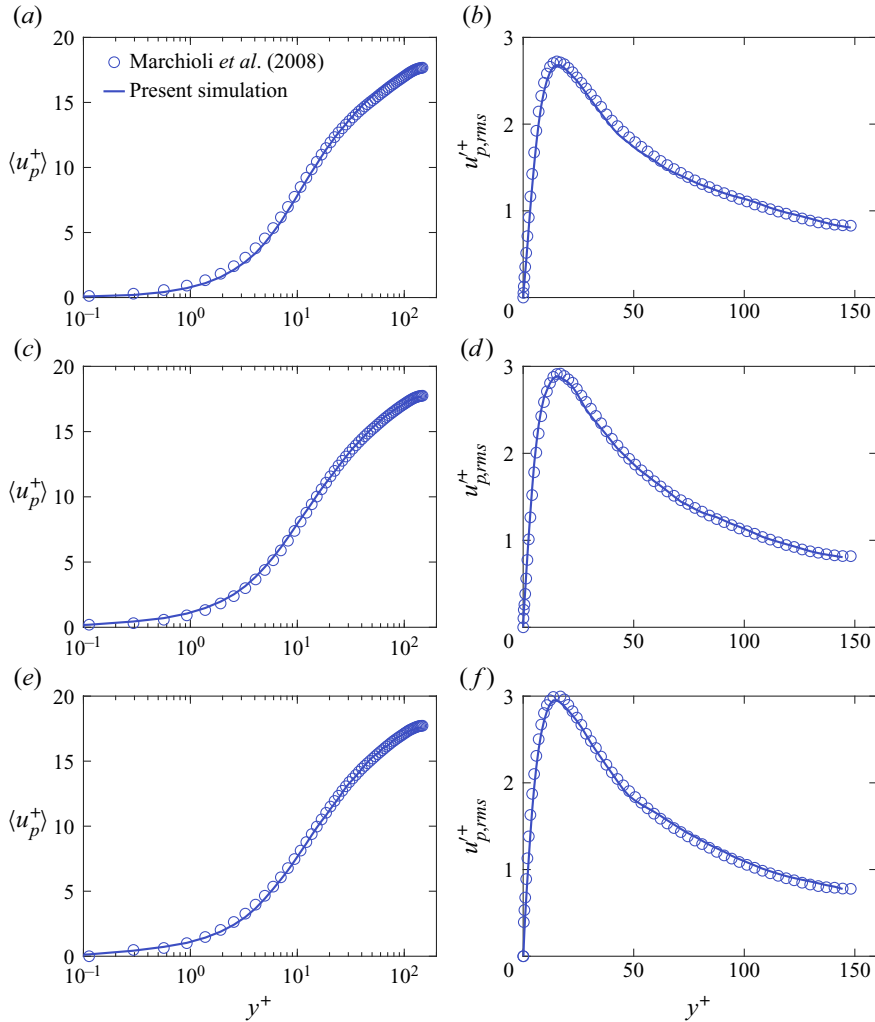 (a)
20
15
10
5
0
⟨u_p^+⟩
○ Marchioli et al. (2008)
Present simulation
10^−1 10^0 10^1 10^2
(b)
3
2
1
u′^+_{p,rms}
0 50 100 150
(c)
20
15
10
5
0
⟨u_p^+⟩
10^−1 10^0 10^1 10^2
(d)
3
2
1
u′^+_{p,rms}
0 50 100 150
(e)
20
15
10
5
0
⟨u_p^+⟩
10^−1 10^0 10^1 10^2
y^+
(f)
3
2
1
u′^+_{p,rms}
0 50 100 150
y^+